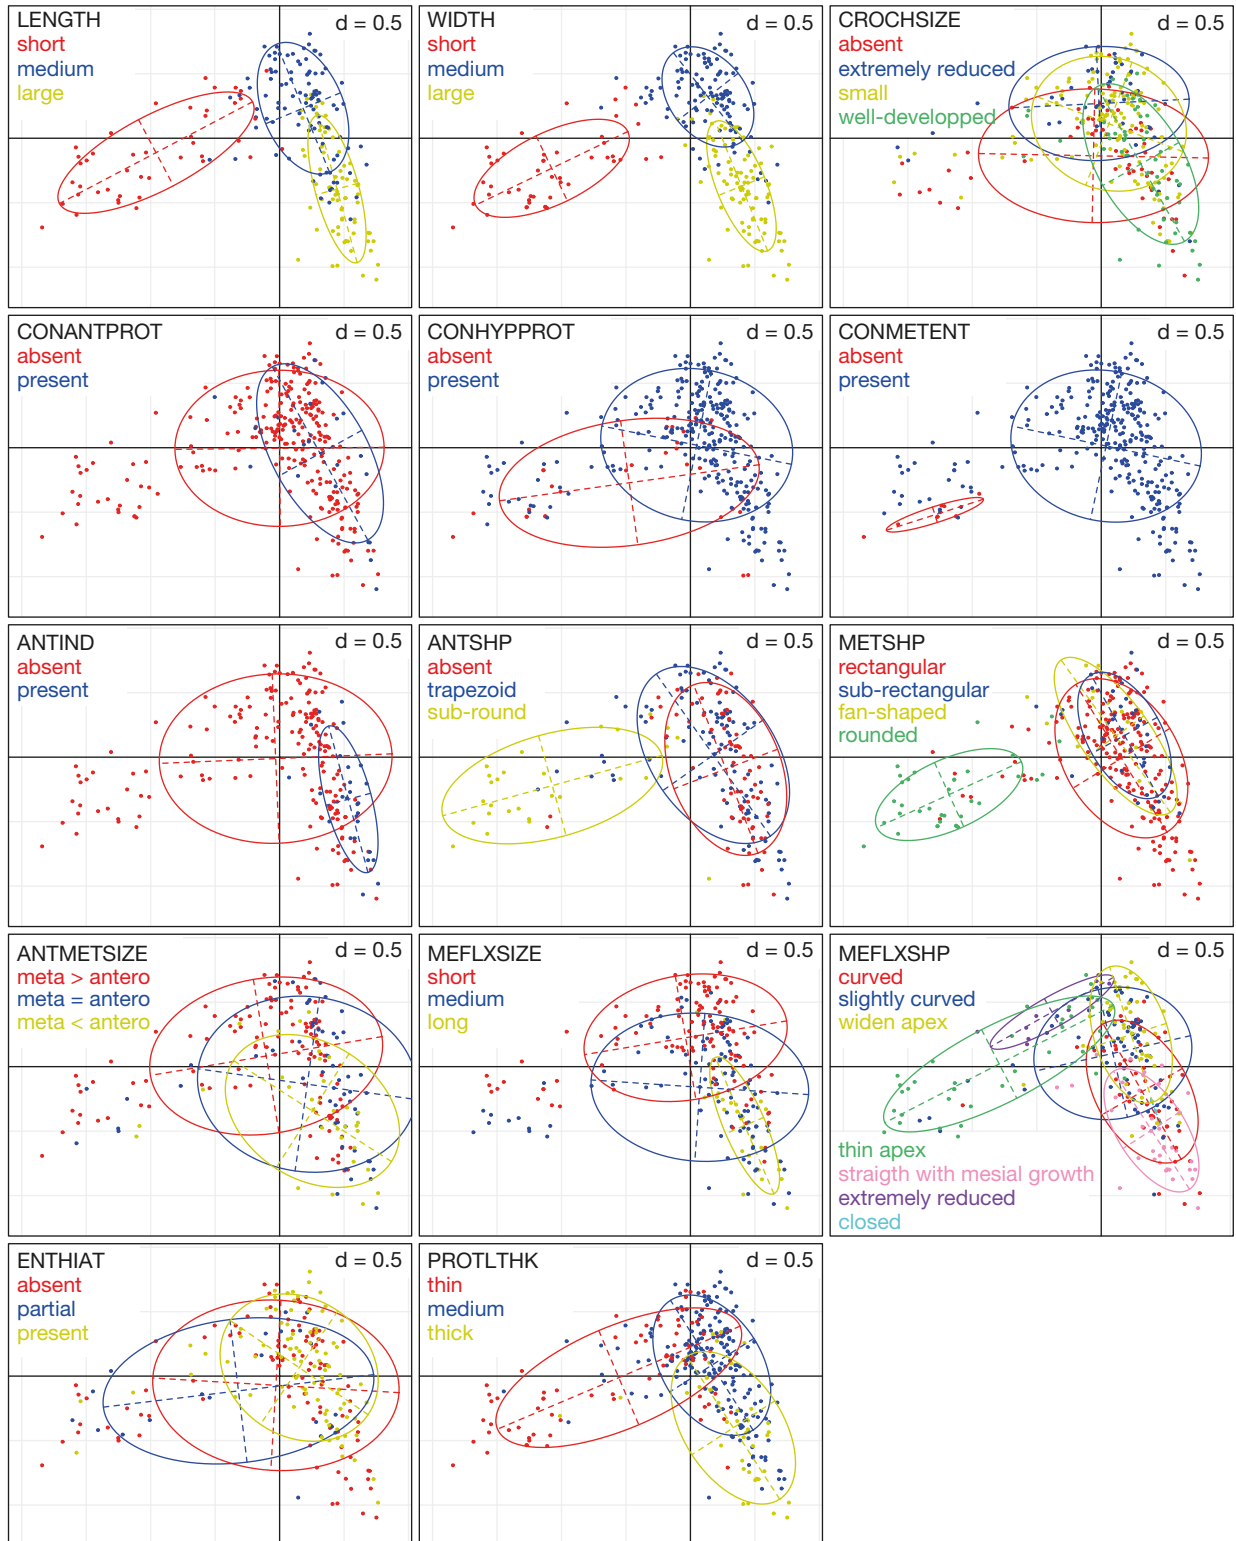 LENGTH
d = 0.5
short
medium
large
WIDTH
d = 0.5
short
medium
large
CROCHSIZE
d = 0.5
absent
extremely reduced
small
well-developped
CONANTPROT
d = 0.5
absent
present
CONHYPPROT
d = 0.5
absent
present
CONMETENT
d = 0.5
absent
present
ANTIND
d = 0.5
absent
present
ANTSHP
d = 0.5
absent
trapezoid
sub-round
METSHP
d = 0.5
rectangular
sub-rectangular
fan-shaped
rounded
ANTMETSIZE
d = 0.5
meta > antero
meta = antero
meta < antero
MEFLXSIZE
d = 0.5
short
medium
long
MEFLXSHP
d = 0.5
curved
slightly curved
widen apex
thin apex
straigth with mesial growth
extremely reduced
closed
ENTHIAT
d = 0.5
absent
partial
present
PROTLTHK
d = 0.5
thin
medium
thick